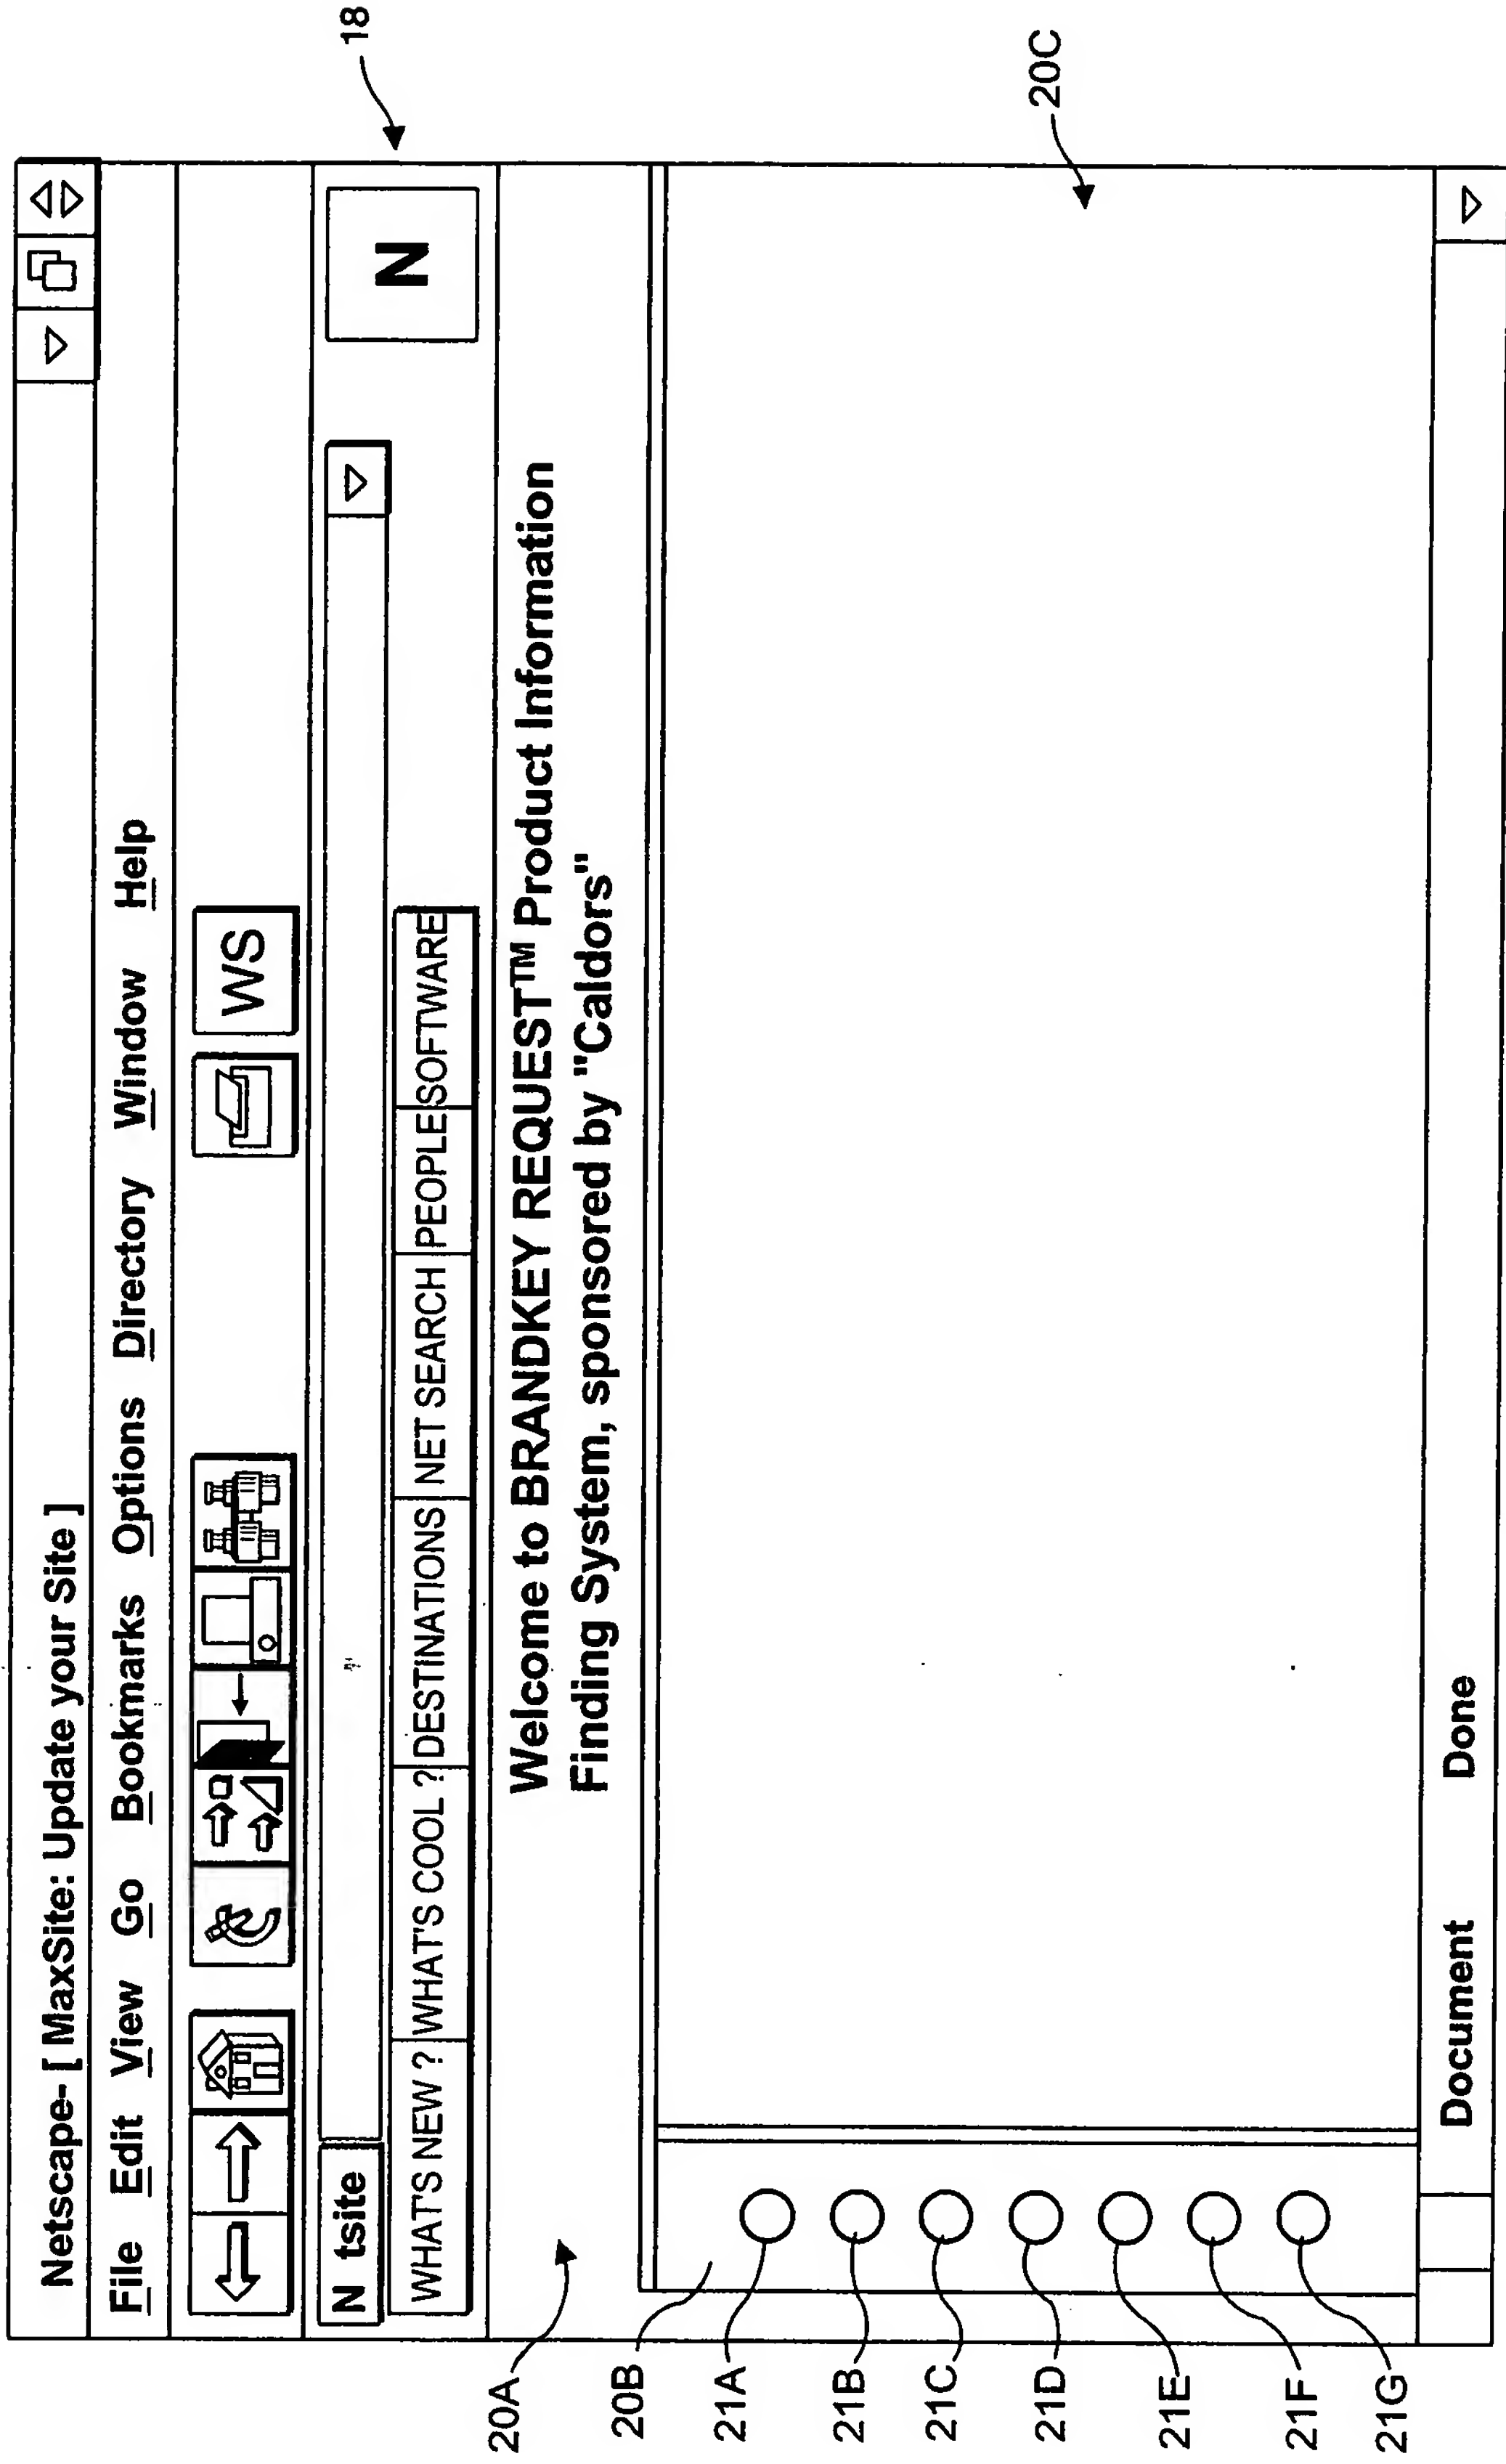 18
Netscape- [ MaxSite: Update your Site ]
File Edit View Go Bookmarks Options Directory Window Help
WS
N tsite
N
WHAT'S NEW ? WHAT'S COOL ? DESTINATIONS NET SEARCH PEOPLE SOFTWARE
20A
Welcome to BRANDKEY REQUEST™ Product Information
Finding System, sponsored by "Caldors"
20B
20C
21A
21B
21C
21D
21E
21F
21G
Document Done